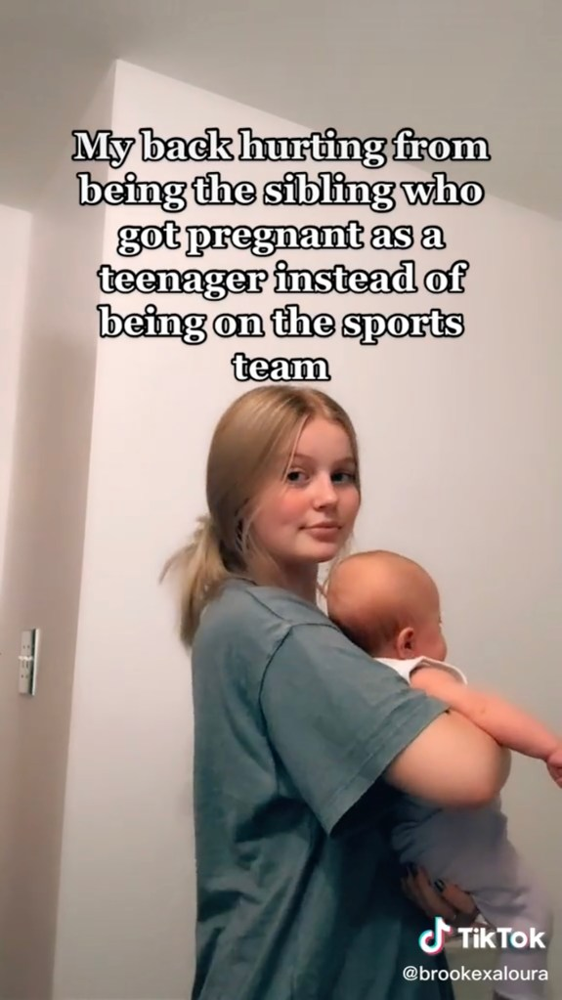 My back hurting from
being the sibling who
got pregnant as a
teenager instead of
being on the sports
team
TikTok
@brookexaloura